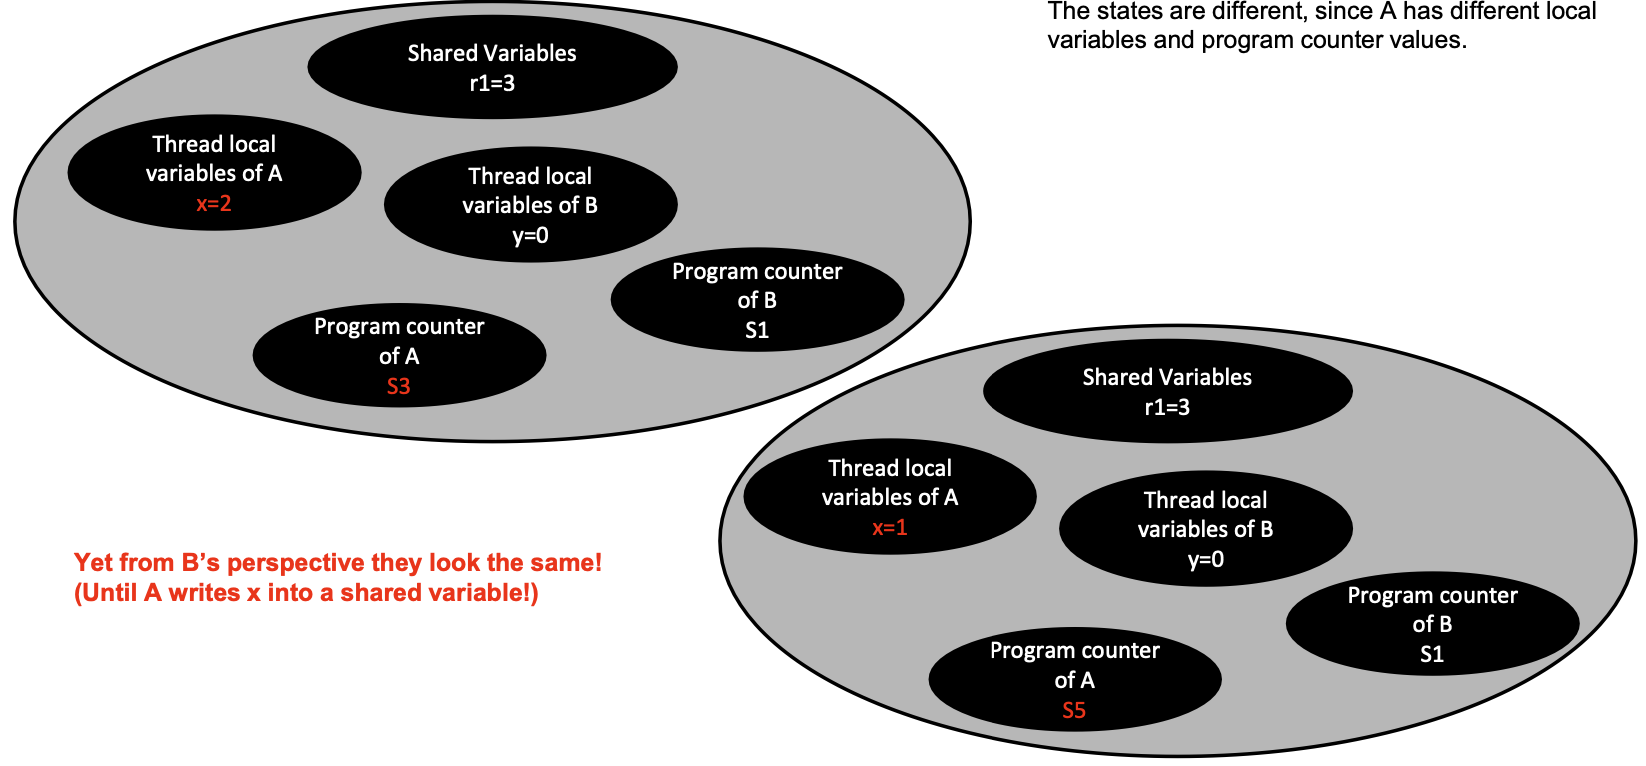 The states are different, since A has different local
variables and program counter values.
Shared Variables
r1=3
Thread local
variables of A
x=2
Thread local
variables of B
y=0
Program counter
of B
S1
Program counter
of A
S3
Shared Variables
r1=3
Thread local
variables of A
x=1
Thread local
variables of B
y=0
Yet from B’s perspective they look the same!
(Until A writes x into a shared variable!)
Program counter
of B
S1
Program counter
of A
S5